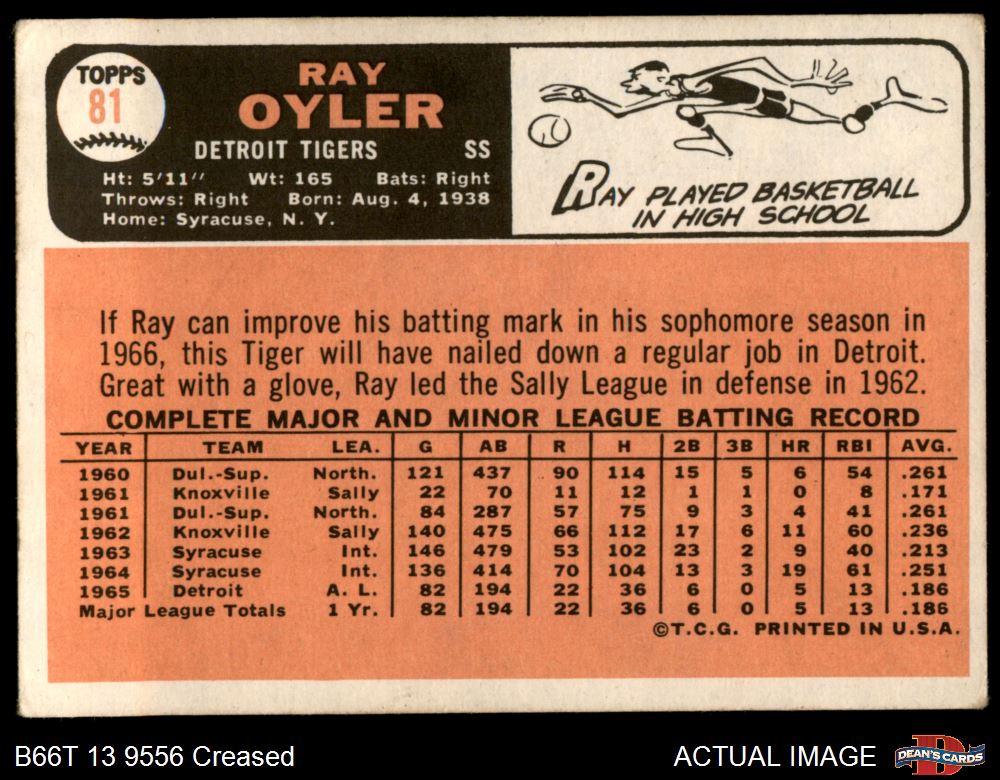 TOPPS
81
RAY
OYLER
DETROIT TIGERS SS
Ht: 5'11" Wt: 165 Bats: Right
Throws: Right Born: Aug. 4, 1938
Home: Syracuse, N. Y.
RAY PLAYED BASKETBALL
IN HIGH SCHOOL
If Ray can improve his batting mark in his sophomore season in
1966, this Tiger will have nailed down a regular job in Detroit.
Great with a glove, Ray led the Sally League in defense in 1962.
COMPLETE MAJOR AND MINOR LEAGUE BATTING RECORD
YEAR TEAM LEA. G AB R H 2B 3B HR RBI AVG.
1960 Dul.-Sup. North. 121 437 90 114 15 5 6 54 .261
1961 Knoxville Sally 22 70 11 12 1 1 0 8 .171
1961 Dul.-Sup. North. 84 287 57 75 9 3 4 41 .261
1962 Knoxville Sally 140 475 66 112 17 6 11 60 .236
1963 Syracuse Int. 146 479 53 102 23 2 9 40 .213
1964 Syracuse Int. 136 414 70 104 13 3 19 61 .251
1965 Detroit A. L. 82 194 22 36 6 0 5 13 .186
Major League Totals 1 Yr. 82 194 22 36 6 0 5 13 .186
©T.C.G. PRINTED IN U.S.A.
B66T 13 9556 Creased ACTUAL IMAGE
DEAN'S CARDS